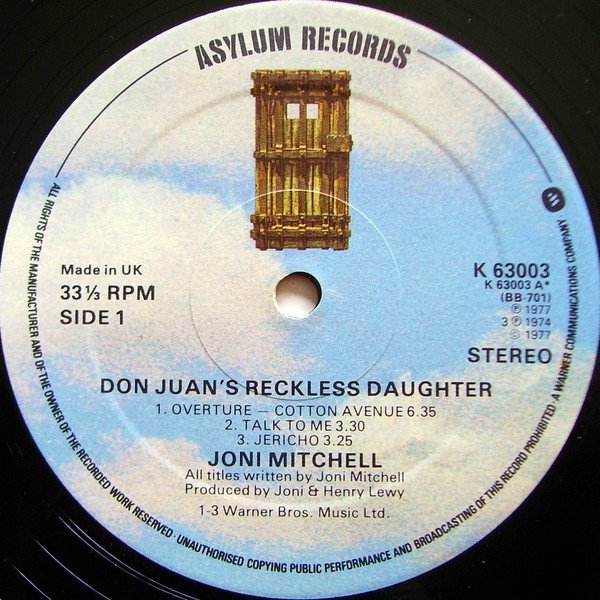 ASYLUM RECORDS
Made in UK
33⅓ RPM
SIDE 1
K 63003
K 63003 A*
(BB-701)
℗ 1977
3 ℗ 1974
© 1977
STEREO
DON JUAN'S RECKLESS DAUGHTER
1. OVERTURE — COTTON AVENUE 6.35
2. TALK TO ME 3.30
3. JERICHO 3.25
JONI MITCHELL
All titles written by Joni Mitchell
Produced by Joni & Henry Lewy
1-3 Warner Bros. Music Ltd.
ALL RIGHTS OF THE MANUFACTURER AND OF THE OWNER OF THE RECORDED WORK RESERVED · UNAUTHORISED COPYING PUBLIC PERFORMANCE AND BROADCASTING OF THIS RECORD PROHIBITED · A WARNER COMMUNICATIONS COMPANY